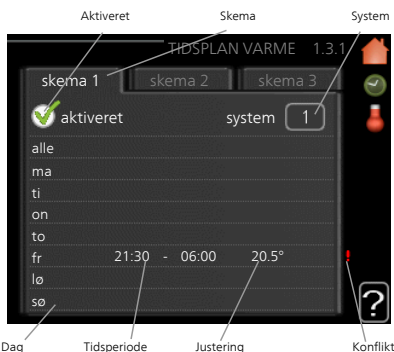 Aktiveret Skema System
TIDSPLAN VARME 1.3.1
skema 1 skema 2 skema 3
aktiveret system 1
alle
ma
ti
on
to
fr 21:30 - 06:00 20.5°
lø
sø
?
Dag Tidsperiode Justering Konflikt